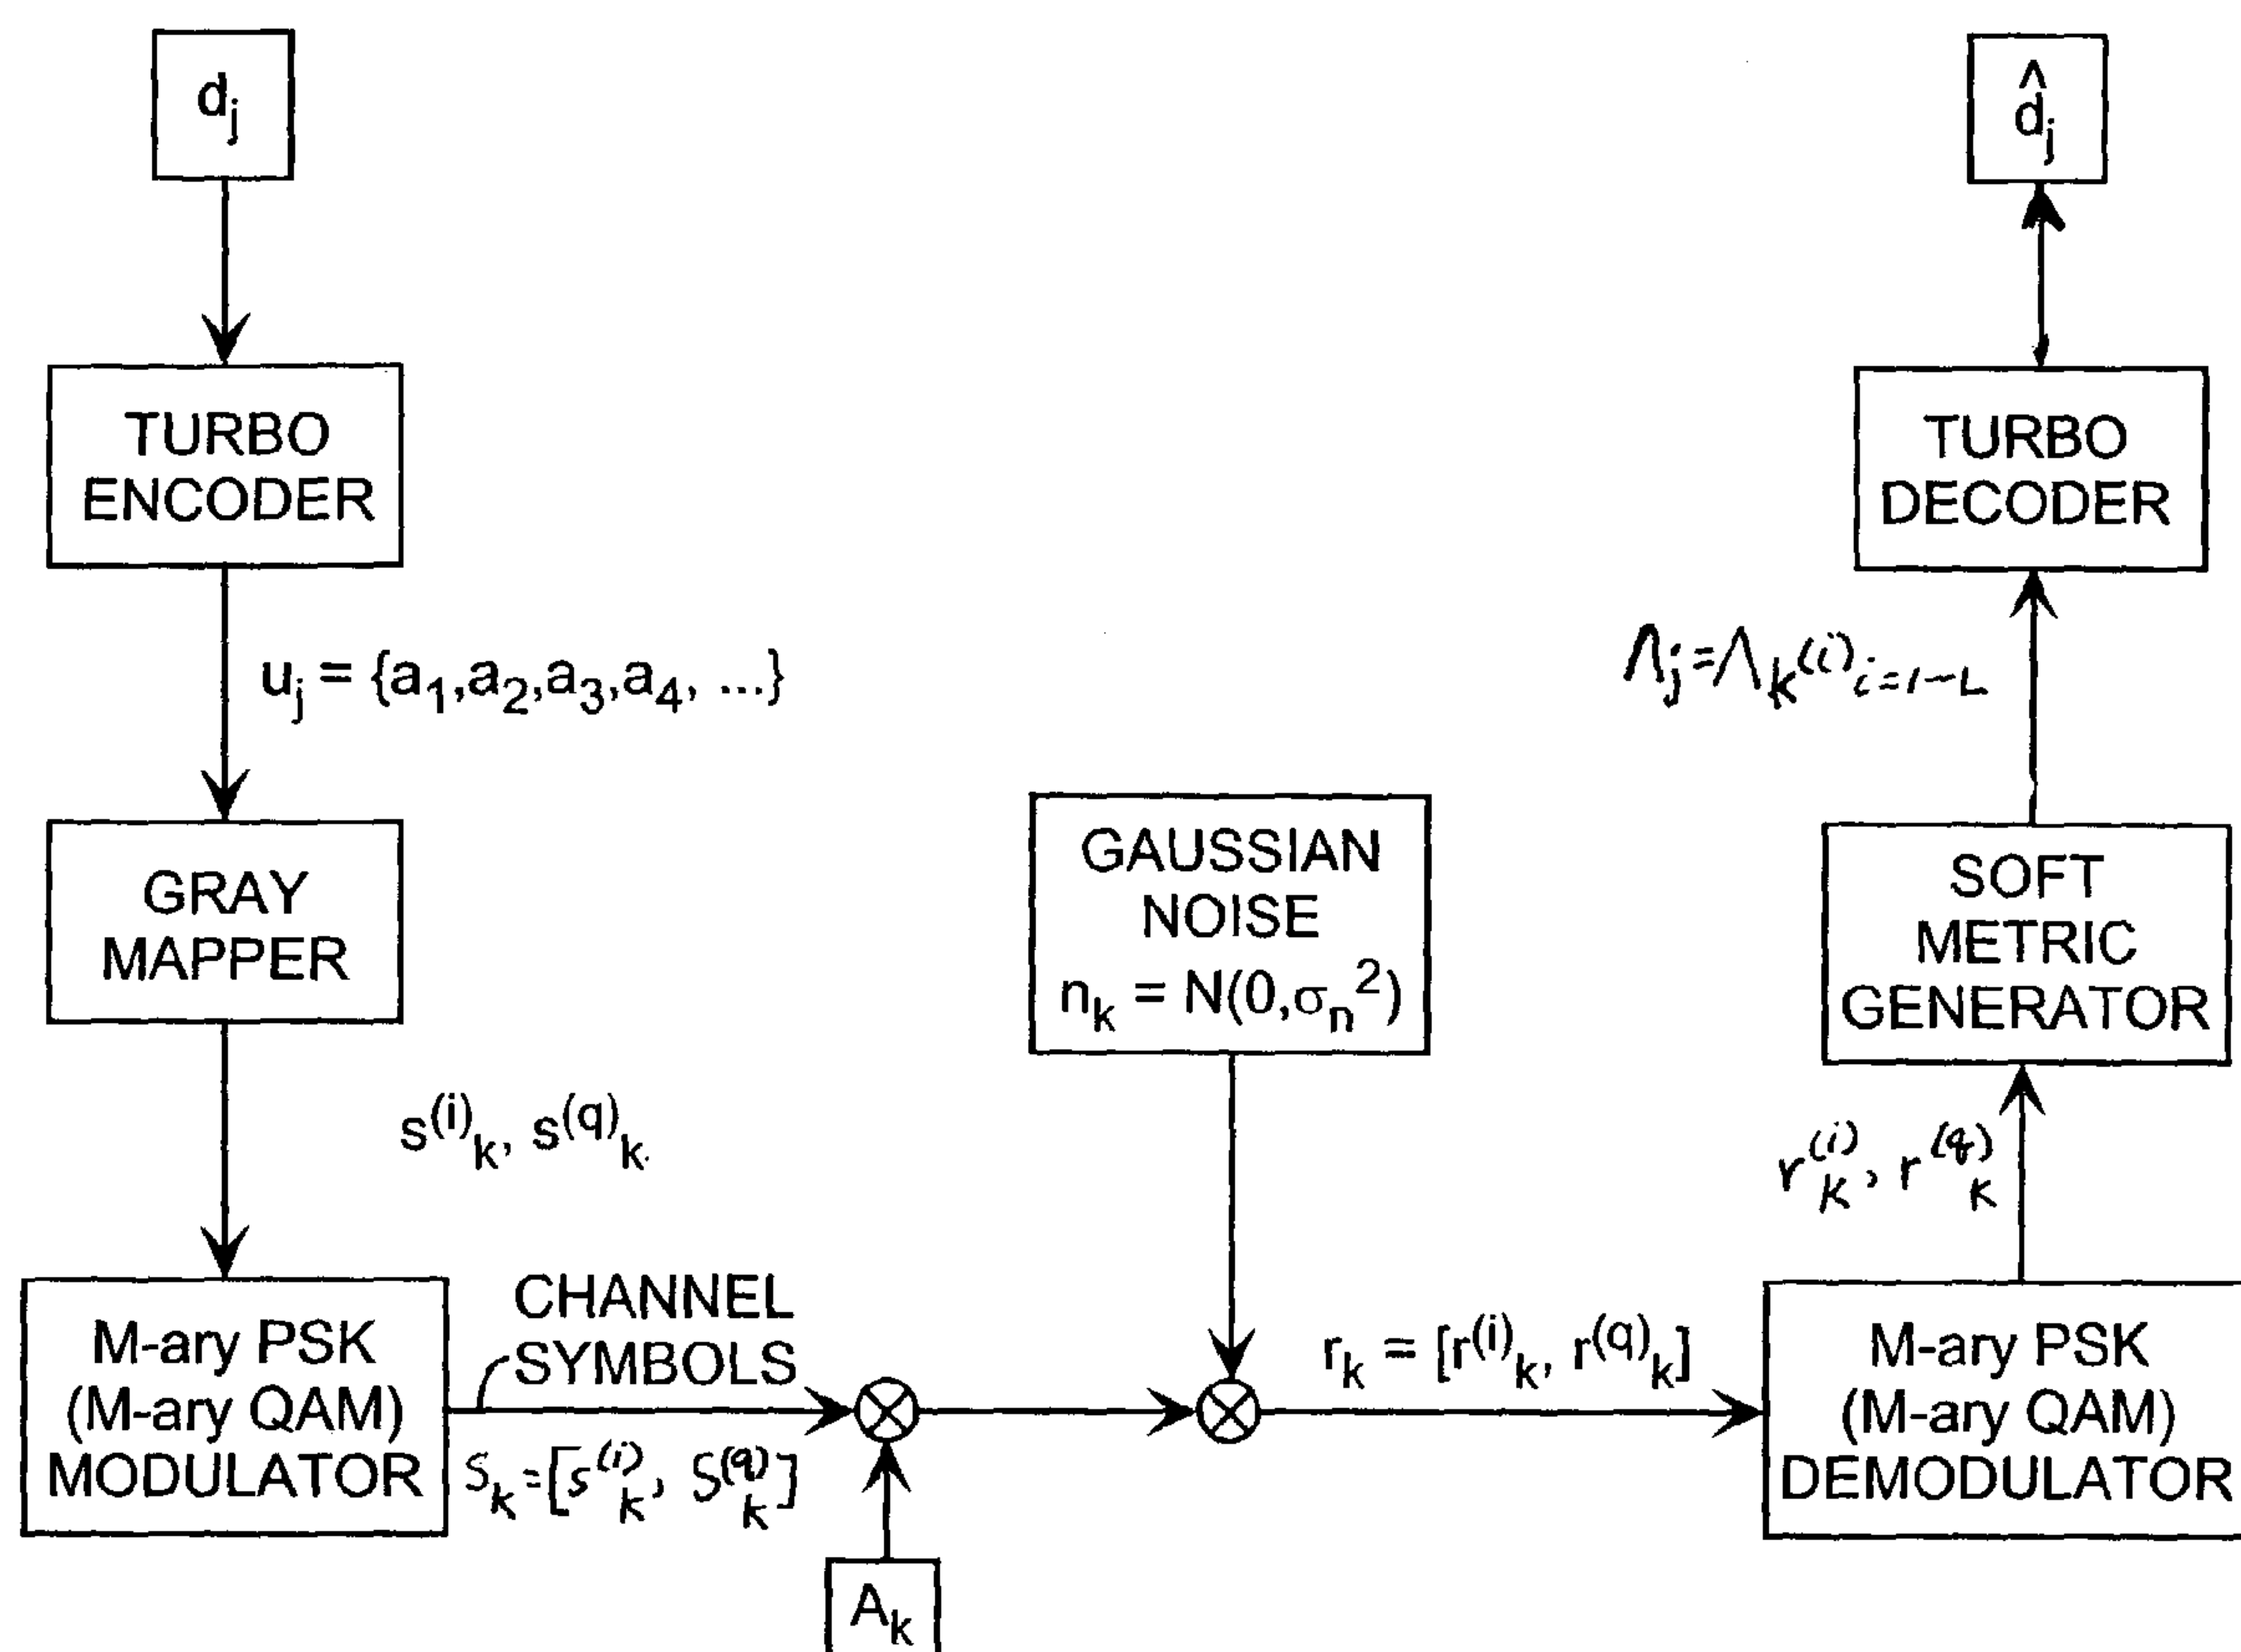 d_j
TURBO
ENCODER
u_j = {a_1,a_2,a_3,a_4, ...}
GRAY
MAPPER
s^(i)_k, s^(q)_k
M-ary PSK
(M-ary QAM)
MODULATOR
CHANNEL
SYMBOLS
S_k=[s^(i)_k, S^(q)_k]
A_k
GAUSSIAN
NOISE
n_k = N(0,σ_n^2)
r_k = [r^(i)_k, r^(q)_k]
M-ary PSK
(M-ary QAM)
DEMODULATOR
r^(i)_k, r^(q)_k
SOFT
METRIC
GENERATOR
Λ_j=Λ_k^(i)_i=1-L
TURBO
DECODER
d̂_j